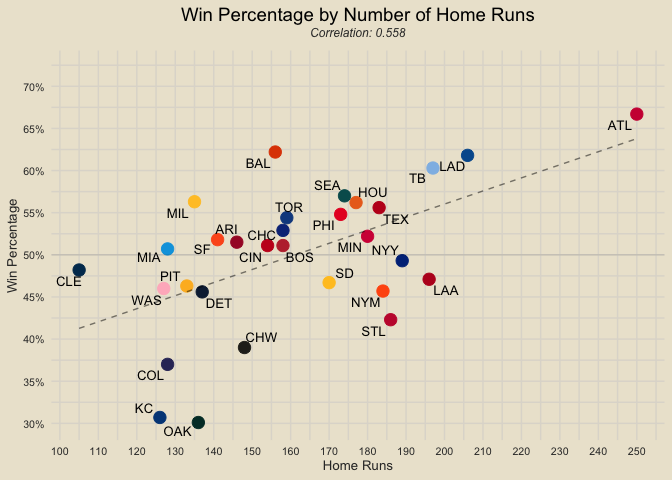 Win Percentage by Number of Home Runs
Correlation: 0.558
70%
65%
ATL
BAL
60%
LAD
TB
SEA
HOU
55%
MIL
TOR
PHI
TEX
ARI
CHC
SF
MIN
NYY
50%
MIA
CIN
BOS
CLE
PIT
SD
45%
WAS
DET
NYM
LAA
STL
40%
CHW
COL
35%
KC
30%
OAK
Win Percentage
100 110 120 130 140 150 160 170 180 190 200 210 220 230 240 250
Home Runs